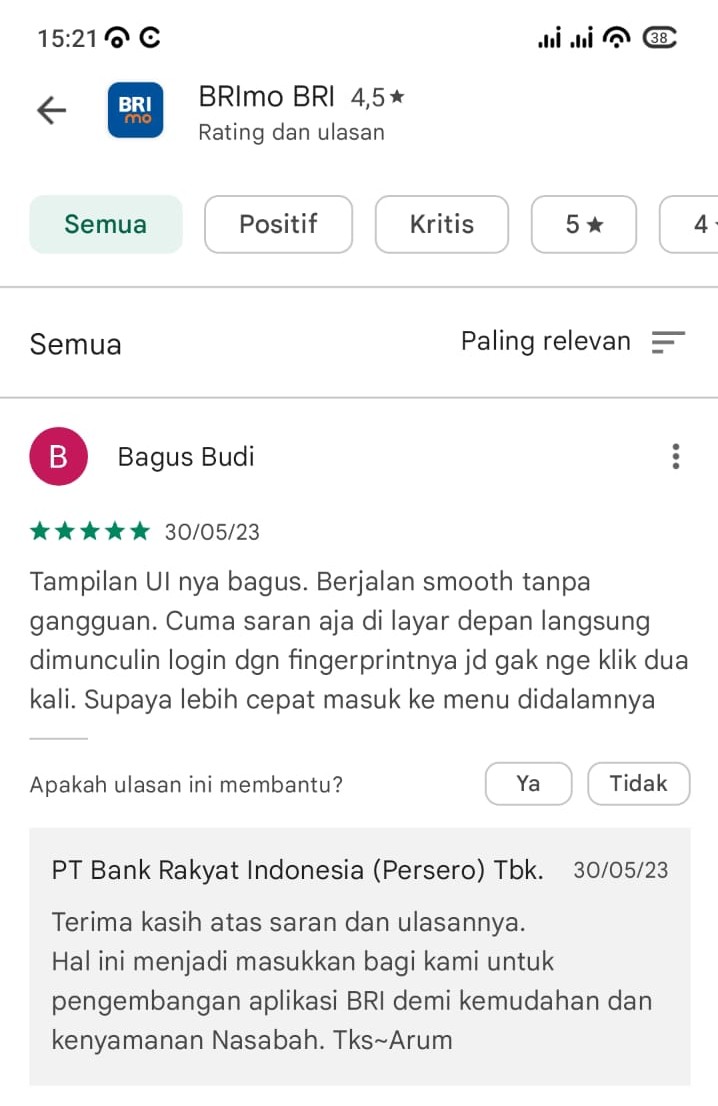 15:21
38
BRI
mo
BRImo BRI 4,5★
Rating dan ulasan
Semua Positif Kritis 5★ 4
Semua Paling relevan
B Bagus Budi
★★★★★ 30/05/23
Tampilan UI nya bagus. Berjalan smooth tanpa
gangguan. Cuma saran aja di layar depan langsung
dimunculin login dgn fingerprintnya jd gak nge klik dua
kali. Supaya lebih cepat masuk ke menu didalamnya
Apakah ulasan ini membantu? Ya Tidak
PT Bank Rakyat Indonesia (Persero) Tbk. 30/05/23
Terima kasih atas saran dan ulasannya.
Hal ini menjadi masukkan bagi kami untuk
pengembangan aplikasi BRI demi kemudahan dan
kenyamanan Nasabah. Tks~Arum